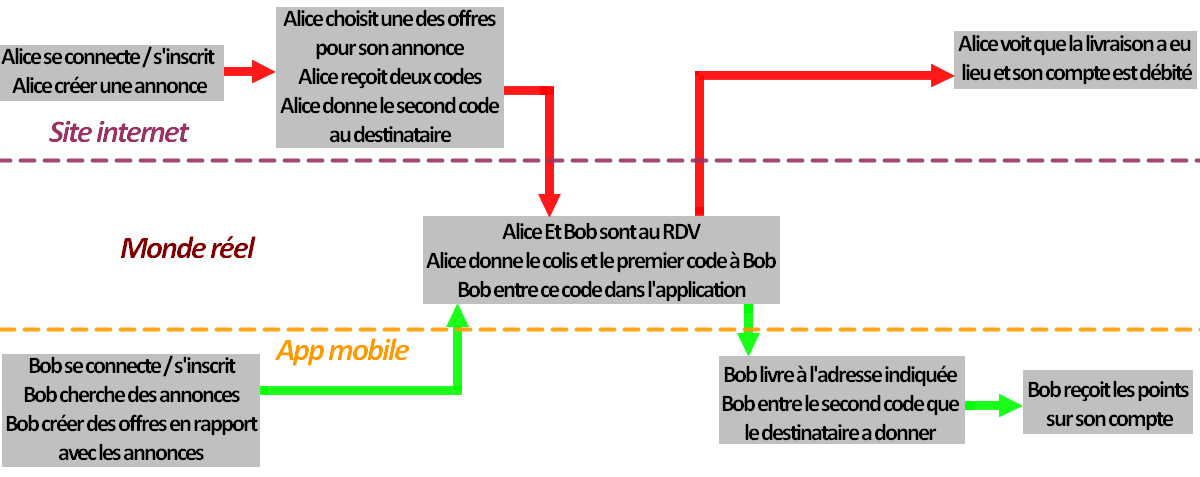 Alice se connecte / s'inscrit
Alice créer une annonce
Alice choisit une des offres
pour son annonce
Alice reçoit deux codes
Alice donne le second code
au destinataire
Alice voit que la livraison a eu
lieu et son compte est débité
Site internet
Monde réel
Alice Et Bob sont au RDV
Alice donne le colis et le premier code à Bob
Bob entre ce code dans l'application
App mobile
Bob se connecte / s'inscrit
Bob cherche des annonces
Bob créer des offres en rapport
avec les annonces
Bob livre à l'adresse indiquée
Bob entre le second code que
le destinataire a donner
Bob reçoit les points
sur son compte